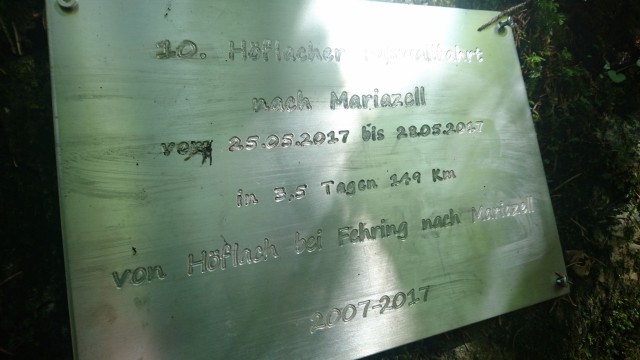 10. Höflacher
nach Mariazell
vom 25.05.2017 bis 28.05.2017
in 3,5 Tagen 149 Km
von Höflach bei Fehring nach Mariazell
2007-2017